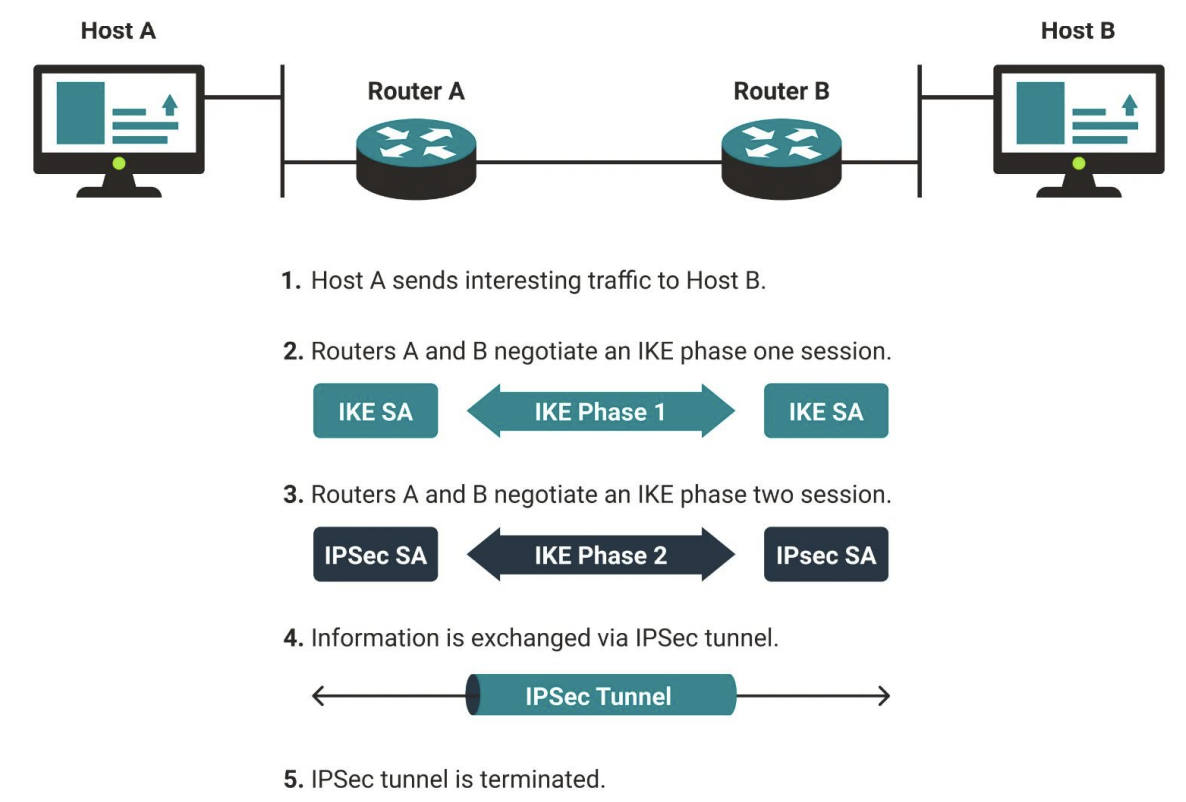 Host A
Host B
Router A
Router B
1. Host A sends interesting traffic to Host B.
2. Routers A and B negotiate an IKE phase one session.
IKE SA
IKE Phase 1
IKE SA
3. Routers A and B negotiate an IKE phase two session.
IPSec SA
IKE Phase 2
IPsec SA
4. Information is exchanged via IPSec tunnel.
IPSec Tunnel
5. IPSec tunnel is terminated.